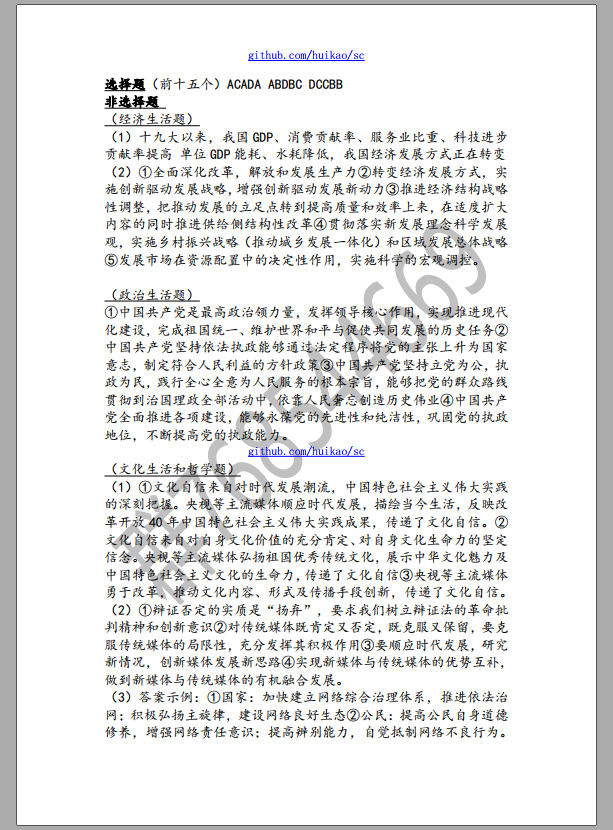 github.com/huikao/sc
选择题（前十五个）ACADA ABDBC DCCBB
非选择题
（经济生活题）
（1）十九大以来，我国GDP、消费贡献率、服务业比重、科技进步
贡献率提高 单位GDP能耗、水耗降低，我国经济发展方式正在转变
（2）①全面深化改革，解放和发展生产力②转变经济发展方式，实
施创新驱动发展战略,增强创新驱动发展新动力③推进经济结构战略
性调整，把推动发展的立足点转到提高质量和效率上来，在适度扩大
内容的同时推进供给侧结构性改革④贯彻落实新发展理念科学发展
观，实施乡村振兴战略（推动城乡发展一体化）和区域发展总体战略
⑤发展市场在资源配置中的决定性作用，实施科学的宏观调控。
（政治生活题）
①中国共产党是最高政治领力量，发挥领导核心作用，实现推进现代
化建设，完成祖国统一、维护世界和平与促使共同发展的历史任务②
中国共产党坚持依法执政能够通过法定程序将党的主张上升为国家
意志，制定符合人民利益的方针政策③中国共产党坚持立党为公，执
政为民，践行全心全意为人民服务的根本宗旨，能够把党的群众路线
贯彻到治国理政全部活动中，依靠人民奮志创造历史伟业④中国共产
党全面推进各项建设，能够永葆党的先进性和纯洁性，巩固党的执政
地位，不断提高党的执政能力。
github.com/huikao/sc
（文化生活和哲学题）
（1）①文化自信来自对时代发展潮流，中国特色社会主义伟大实践
的深刻把握。央视等主流媒体顺应时代发展，描绘当今生活，反映改
革开放40年中国特色社会主义伟大实践成果，传递了文化自信。②
文化自信来自对自身文化价值的充分肯定、对自身文化生命力的坚定
信念。央视等主流媒体弘扬祖国优秀传统文化，展示中华文化魅力及
中国特色社会主义文化的生命力，传递了文化自信③央视等主流媒体
勇于改革，推动文化内容、形式及传播手段创新，传递了文化自信。
（2）①辩证否定的实质是“扬弃”，要求我们树立辩证法的革命批
判精神和创新意识②对传统媒体既肯定又否定，既克服又保留，要克
服传统媒体的局限性，充分发挥其积极作用③要顺应时代发展，研究
新情况，创新媒体发展新思路④实现新媒体与传统媒体的优势互补，
做到新媒体与传统媒体的有机融合发展。
（3）答案示例：①国家：加快建立网络综合治理体系，推进依法治
网；积极弘扬主旋律，建设网络良好生态②公民：提高公民自身道德
修养，增强网络责任意识；提高辨别能力，自觉抵制网络不良行为。
群768544669